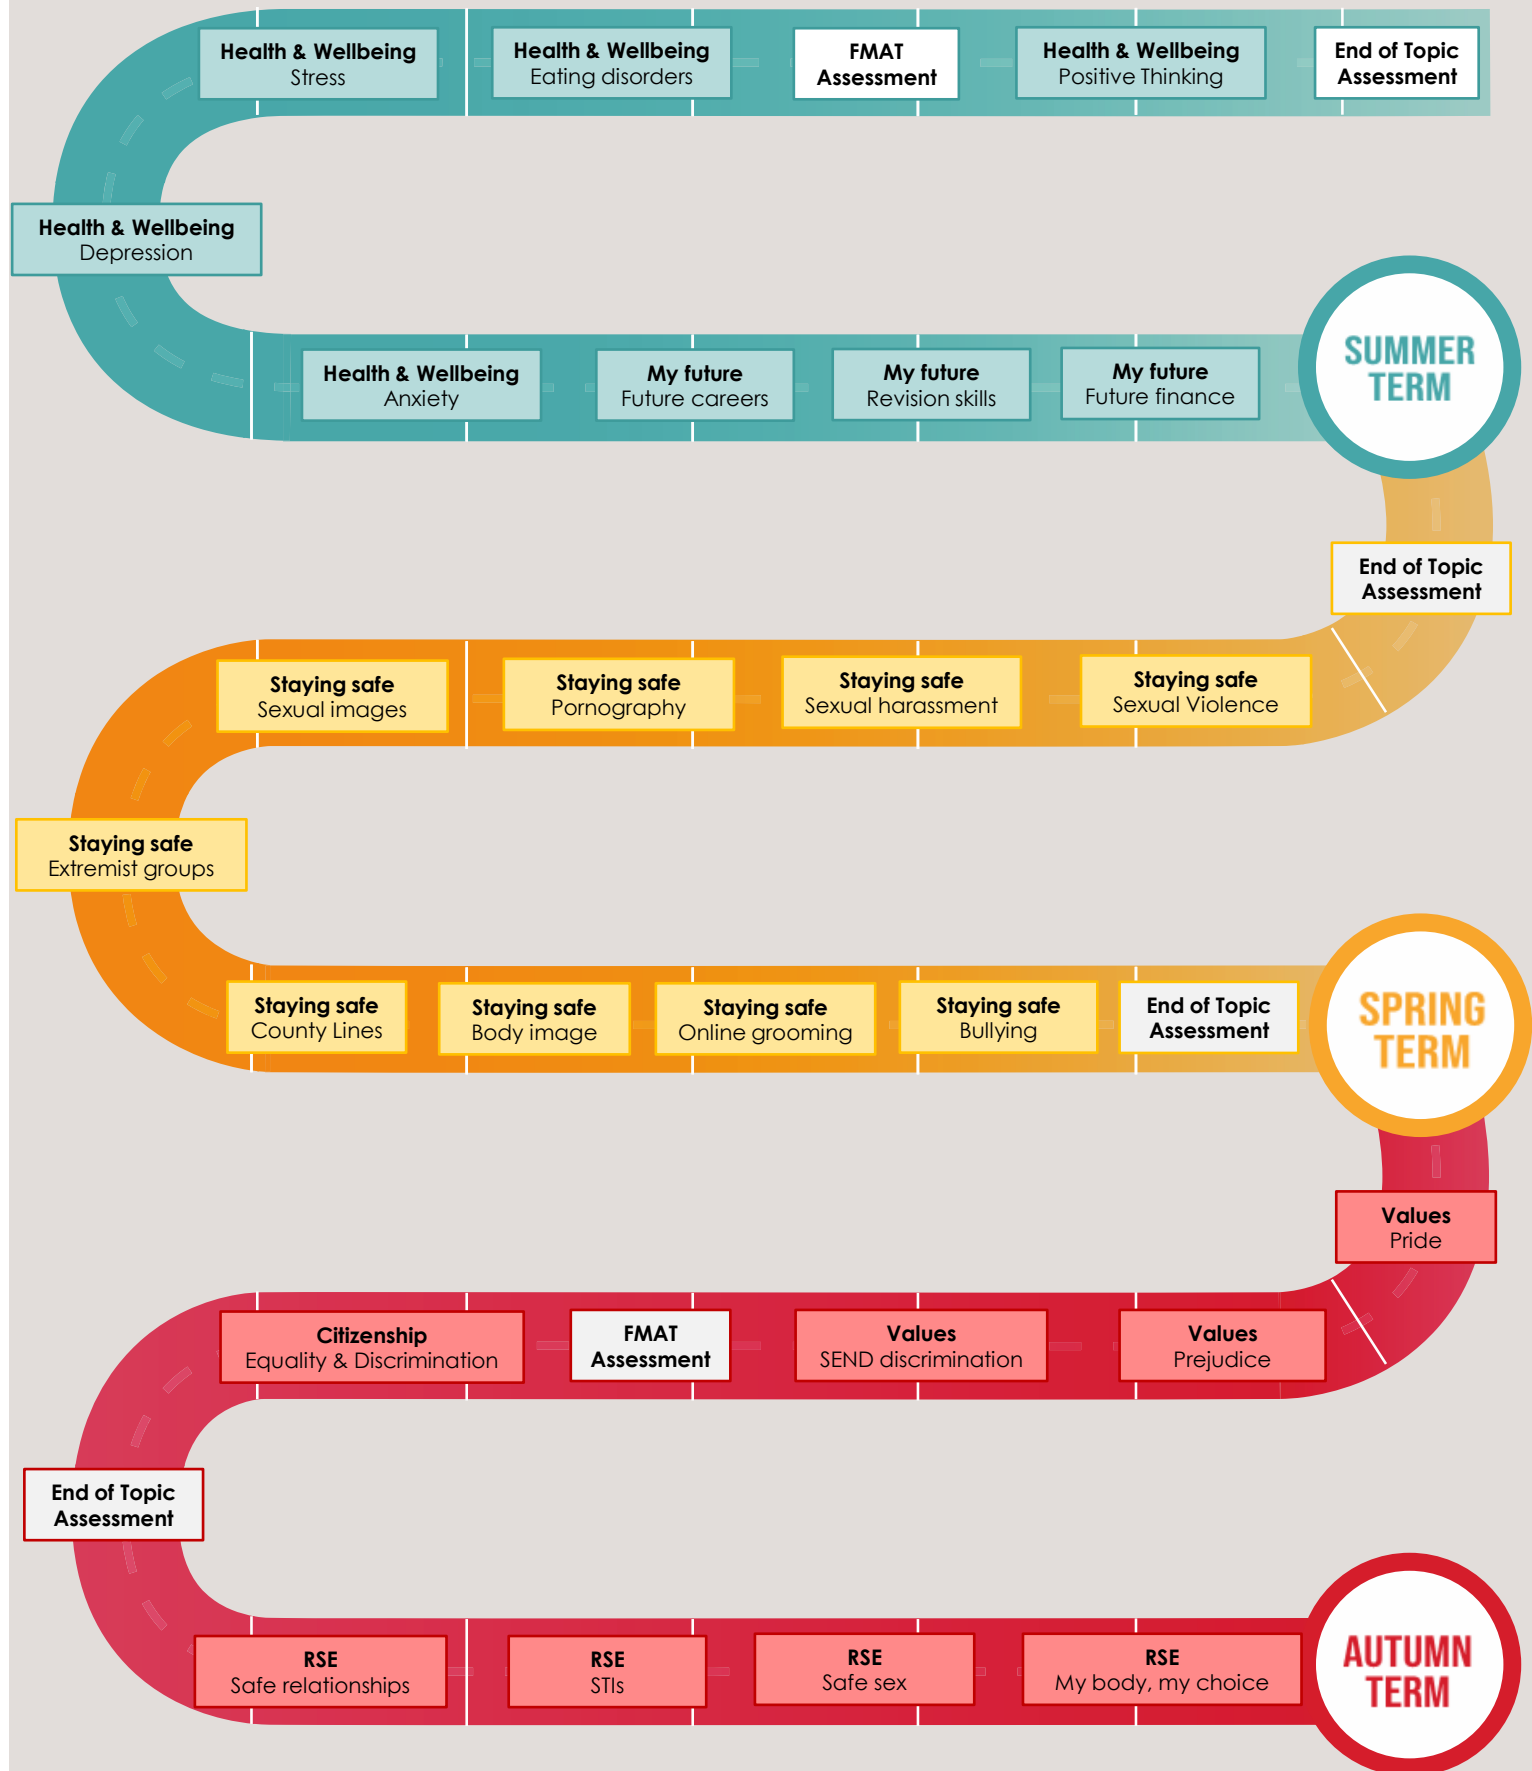 Health & Wellbeing
Stress
Health & Wellbeing
Eating disorders
FMAT
Assessment
Health & Wellbeing
Positive Thinking
End of Topic
Assessment
Health & Wellbeing
Depression
Health & Wellbeing
Anxiety
My future
Future careers
My future
Revision skills
My future
Future finance
SUMMER
TERM
End of Topic
Assessment
Staying safe
Sexual images
Staying safe
Pornography
Staying safe
Sexual harassment
Staying safe
Sexual Violence
Staying safe
Extremist groups
Staying safe
County Lines
Staying safe
Body image
Staying safe
Online grooming
Staying safe
Bullying
End of Topic
Assessment
SPRING
TERM
Values
Pride
Citizenship
Equality & Discrimination
FMAT
Assessment
Values
SEND discrimination
Values
Prejudice
End of Topic
Assessment
RSE
Safe relationships
RSE
STIs
RSE
Safe sex
RSE
My body, my choice
AUTUMN
TERM